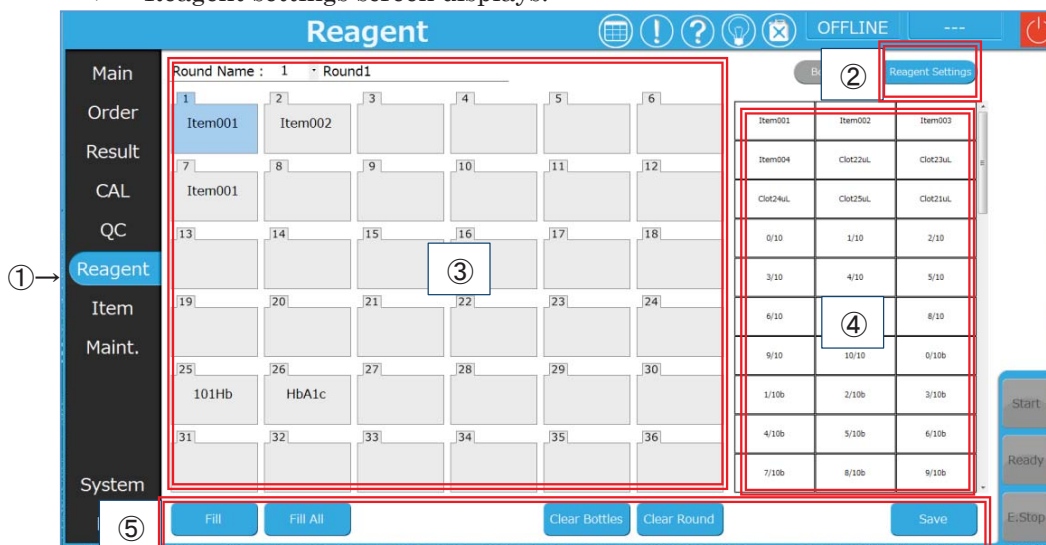 Reagent settings screen displays.
Reagent OFFLINE ---
Main
Order
Result
CAL
QC
①→ Reagent
Item
Maint.
System
Round Name : 1 Round1
② Reagent Settings
1 2 3 4 5 6
Item001 Item002
7 8 9 10 11 12
Item001
13 14 15 16 17 18
③
19 20 21 22 23 24
25 26 27 28 29 30
101Hb HbA1c
31 32 33 34 35 36
Item001 Item002 Item003
Item004 Clot22uL Clot23uL
Clot24uL Clot25uL Clot21uL
0/10 1/10 2/10
3/10 4/10 5/10
6/10 ④ 8/10
9/10 10/10 0/10b
1/10b 2/10b 3/10b
4/10b 5/10b 6/10b
7/10b 8/10b 9/10b
Start
Ready
E.Stop
⑤ Fill Fill All Clear Bottles Clear Round Save